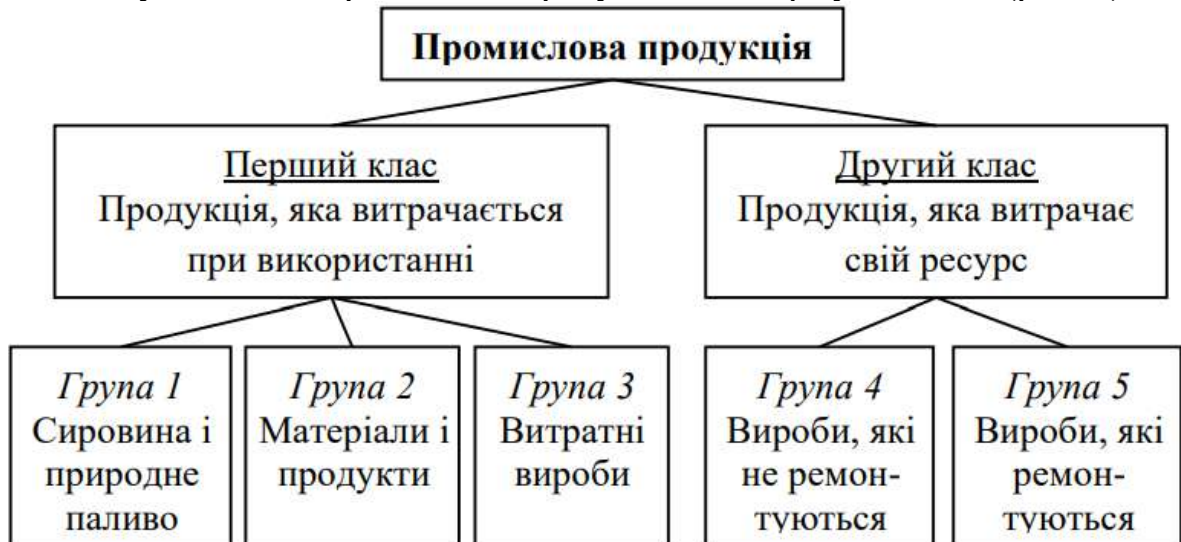 Промислова продукція
Перший клас
Продукція, яка витрачається
при використанні
Другий клас
Продукція, яка витрачає
свій ресурс
Група 1
Сировина і
природне
паливо
Група 2
Матеріали і
продукти
Група 3
Витратні
вироби
Група 4
Вироби, які
не ремон-
туються
Група 5
Вироби, які
ремон-
туються